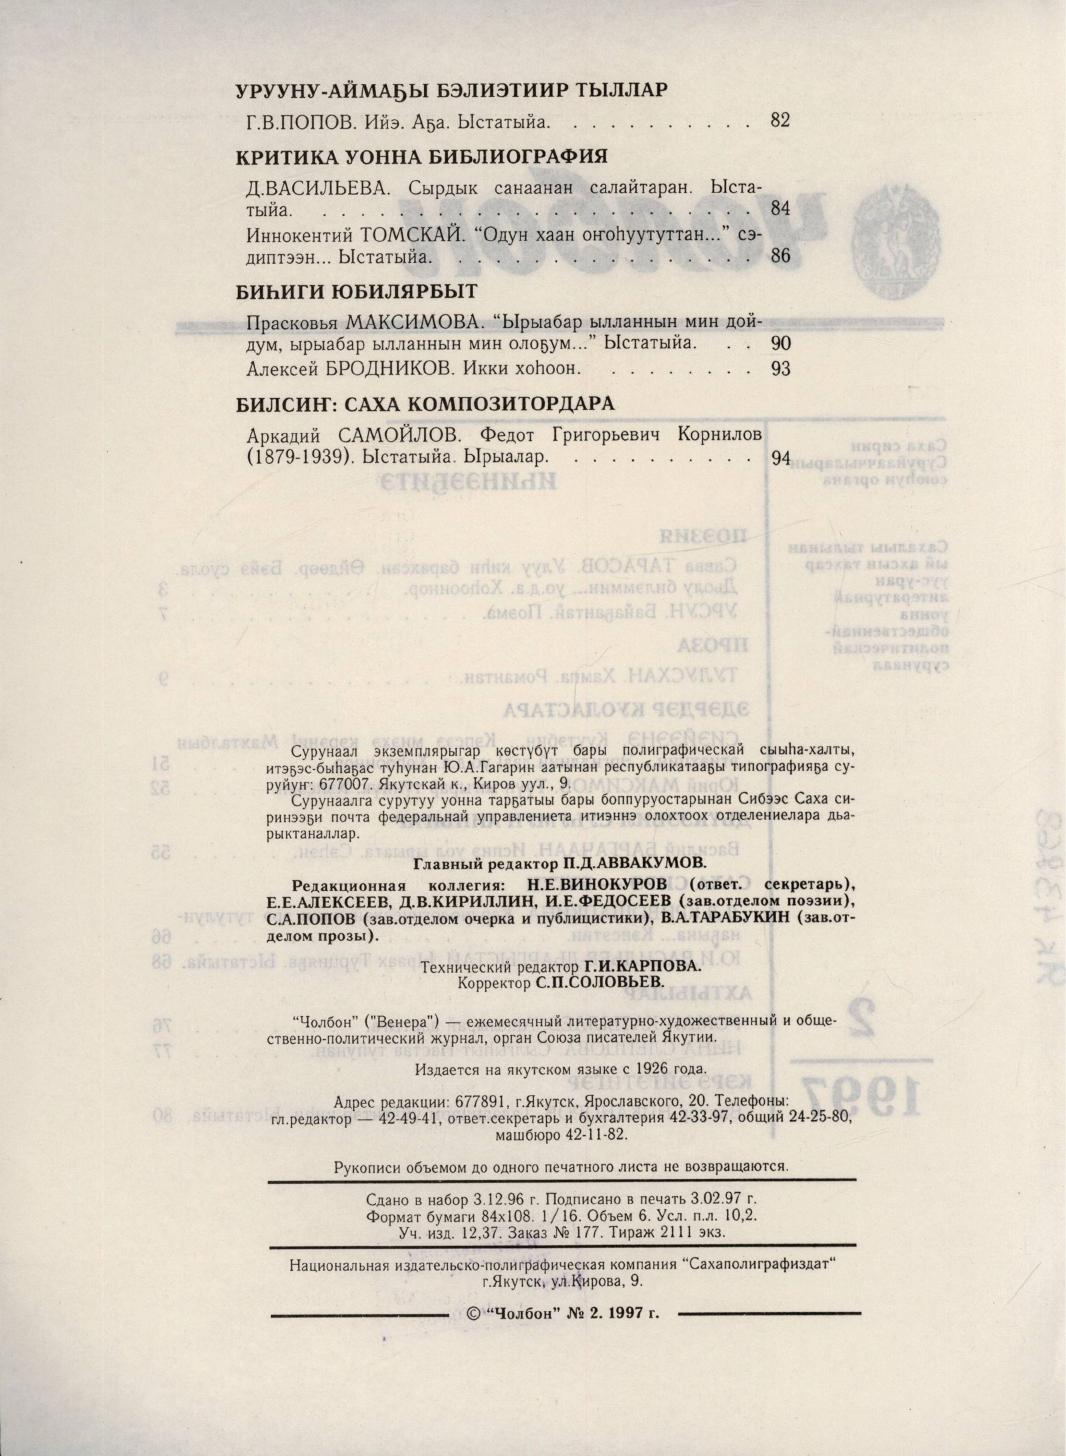 УРУУНУ-АЙМАҔЫ БЭЛИЭТИИР ТЫЛЛАР
Г.В.ПОПОВ. Ийэ. Аҕа. Ыстатыйа. . . . . . . . . . . 82
КРИТИКА УОННА БИБЛИОГРАФИЯ
Д.ВАСИЛЬЕВА. Сырдык санаанан салайтаран. Ыста-
тыйа. . . . . . . . . . . . . . . . . . . . 84
Иннокентий ТОМСКАЙ. “Одун хаан оҥоһуутуттан...” сэ-
диптээн... Ыстатыйа. . . . . . . . . . . . . . 86
БИҺИГИ ЮБИЛЯРБЫТ
Прасковья МАКСИМОВА. “Ырыабар ылланнын мин дой-
дум, ырыабар ылланнын мин олоҕум...” Ыстатыйа. . . 90
Алексей БРОДНИКОВ. Икки хоһоон. . . . . . . . . 93
БИЛСИҤ: САХА КОМПОЗИТОРДАРА
Аркадий САМОЙЛОВ. Федот Григорьевич Корнилов
(1879-1939). Ыстатыйа. Ырыалар. . . . . . . . . . 94
Сурунаал экземплярыгар көстүбүт бары полиграфическай сыыһа-халты,
итэҕэс-быһаҕас туһунан Ю.А.Гагарин аатынан республикатааҕы типографияҕа су-
руйуҥ: 677007. Якутскай к., Киров уул., 9.
Сурунаалга сурутуу уонна тарҕатыы бары боппуруостарынан Сибээс Саха си-
ринээҕи почта федеральнай управлениета итиэннэ олохтоох отделениелара дьа-
рыктаналлар.
Главный редактор П.Д.АВВАКУМОВ.
Редакционная коллегия: Н.Е.ВИНОКУРОВ (ответ. секретарь),
Е.Е.АЛЕКСЕЕВ, Д.В.КИРИЛЛИН, И.Е.ФЕДОСЕЕВ (зав.отделом поэзии),
С.А.ПОПОВ (зав.отделом очерка и публицистики), В.А.ТАРАБУКИН (зав.от-
делом прозы).
Технический редактор Г.И.КАРПОВА.
Корректор С.П.СОЛОВЬЕВ.
“Чолбон” ("Венера") — ежемесячный литературно-художественный и обще-
ственно-политический журнал, орган Союза писателей Якутии.
Издается на якутском языке с 1926 года.
Адрес редакции: 677891, г.Якутск, Ярославского, 20. Телефоны:
гл.редактор — 42-49-41, ответ.секретарь и бухгалтерия 42-33-97, общий 24-25-80,
машбюро 42-11-82.
Рукописи объемом до одного печатного листа не возвращаются.
Сдано в набор 3.12.96 г. Подписано в печать 3.02.97 г.
Формат бумаги 84х108. 1/16. Объем 6. Усл. п.л. 10,2.
Уч. изд. 12,37. Заказ № 177. Тираж 2111 экз.
Национальная издательско-полиграфическая компания “Сахаполиграфиздат“
г.Якутск, ул.Кирова, 9.
© “Чолбон” № 2. 1997 г.